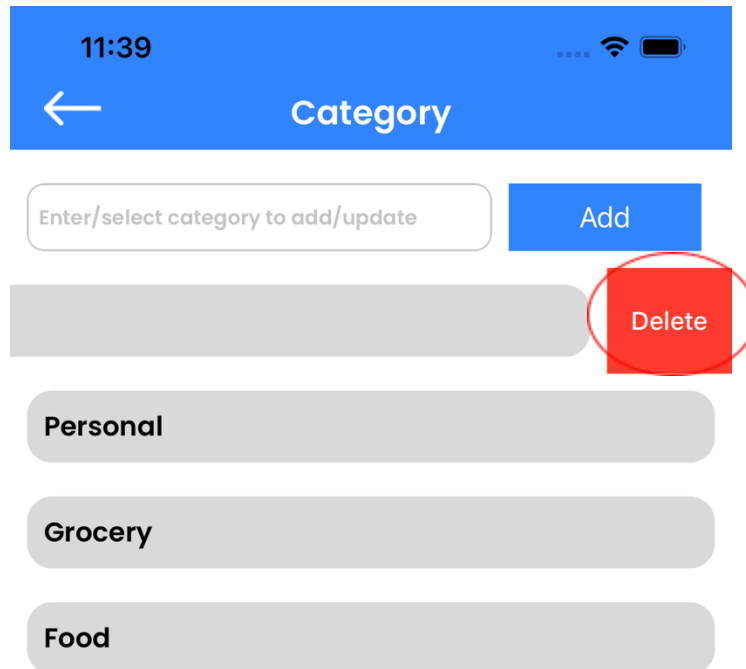 11:39
Category
Enter/select category to add/update
Add
Delete
Personal
Grocery
Food